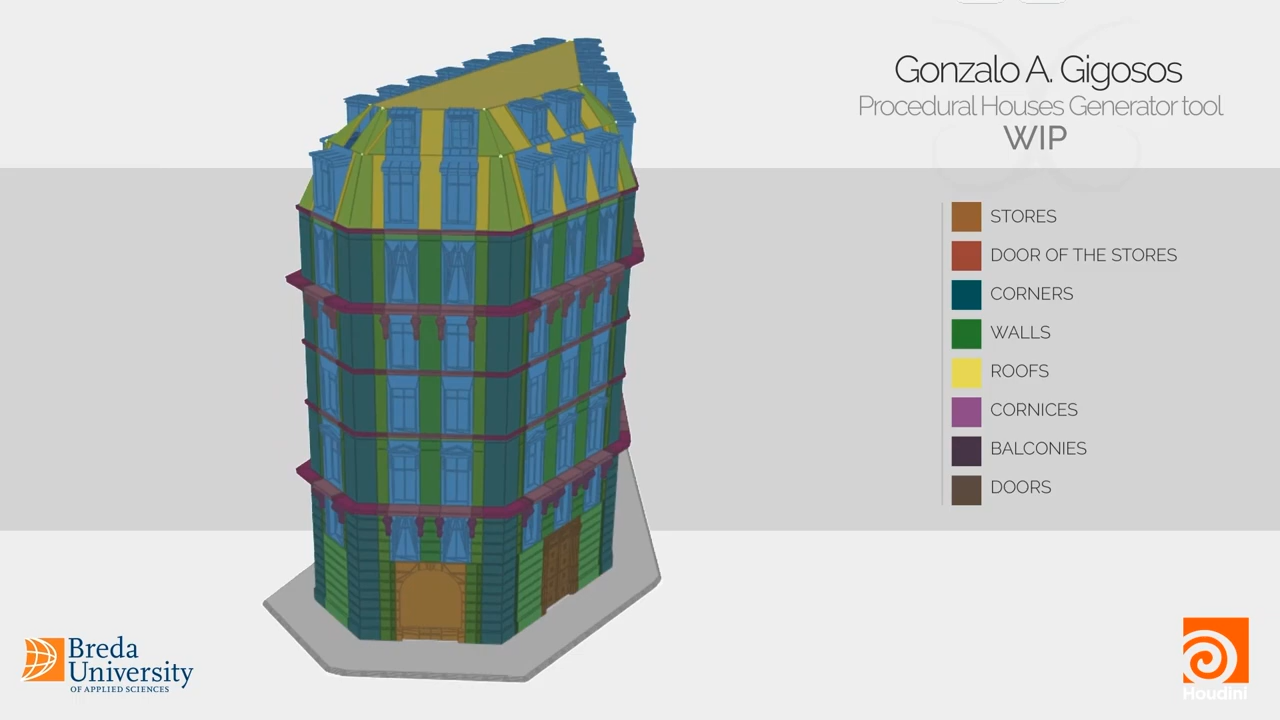 Gonzalo A. Gigosos
Procedural Houses Generator tool
WIP
STORES
DOOR OF THE STORES
CORNERS
WALLS
ROOFS
CORNICES
BALCONIES
DOORS
Breda
University
OF APPLIED SCIENCES
Houdini